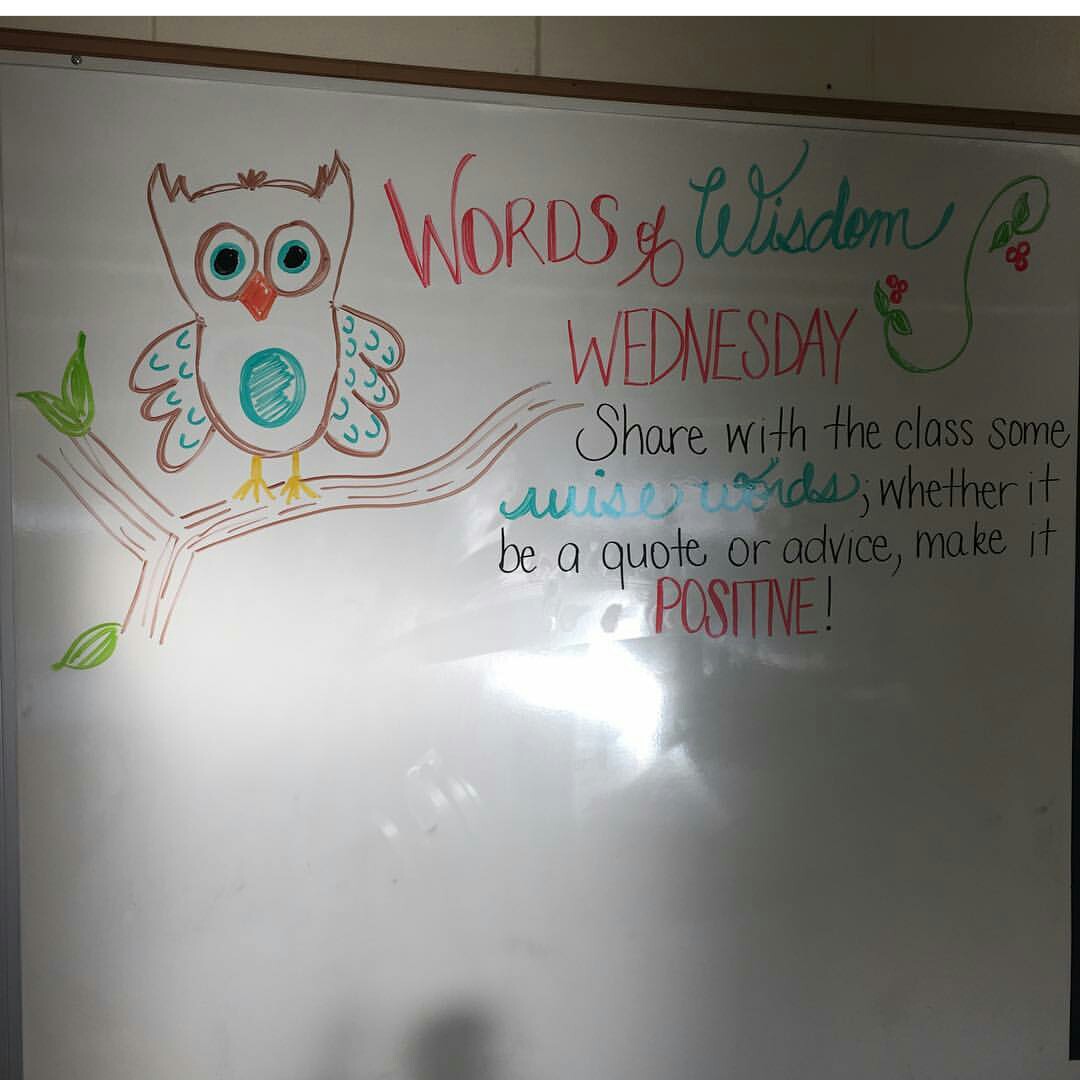 WORDS of Wisdom
WEDNESDAY
Share with the class some
wise words; whether it
be a quote or advice, make it
POSITIVE!